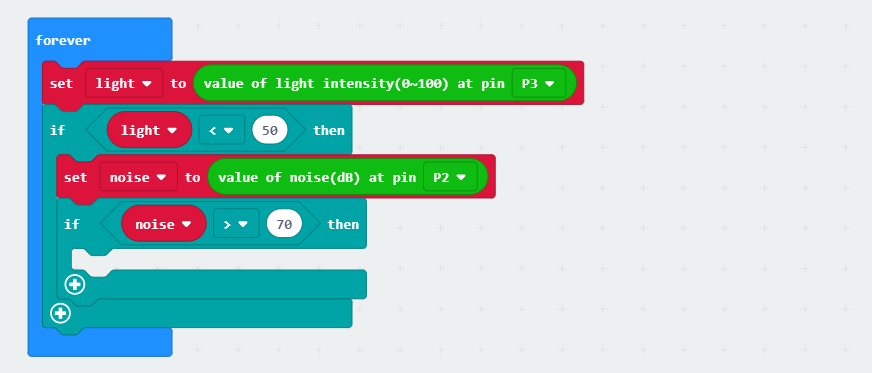 forever
set light to value of light intensity(0~100) at pin P3
if light < 50 then
set noise to value of noise(dB) at pin P2
if noise > 70 then